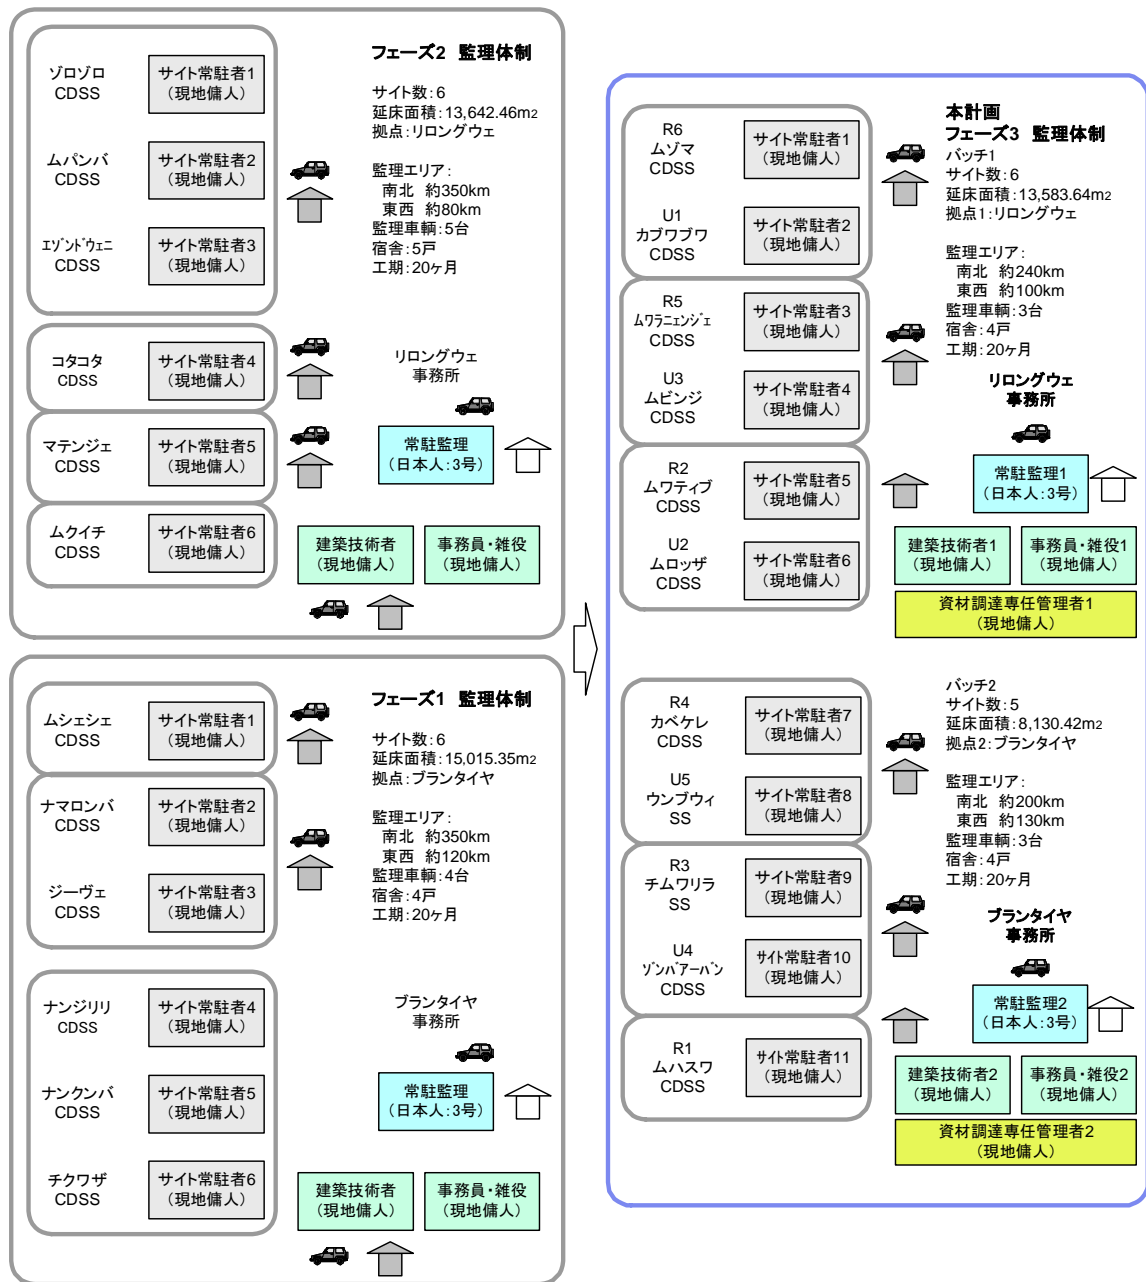 フェーズ2 監理体制
サイト数:6
延床面積:13,642.46m2
拠点:リロングウェ
監理エリア:
南北 約350km
東西 約80km
監理車輌:5台
宿舎:5戸
工期:20ヶ月
ゾロゾロ
CDSS
サイト常駐者1
(現地傭人)
ムパンバ
CDSS
サイト常駐者2
(現地傭人)
エゾンドウェニ
CDSS
サイト常駐者3
(現地傭人)
コタコタ
CDSS
サイト常駐者4
(現地傭人)
マテンジェ
CDSS
サイト常駐者5
(現地傭人)
ムクイチ
CDSS
サイト常駐者6
(現地傭人)
リロングウェ
事務所
常駐監理
(日本人:3号)
建築技術者
(現地傭人)
事務員・雑役
(現地傭人)
フェーズ1 監理体制
サイト数:6
延床面積:15,015.35m2
拠点:ブランタイヤ
監理エリア:
南北 約350km
東西 約120km
監理車輌:4台
宿舎:4戸
工期:20ヶ月
ムシェシェ
CDSS
サイト常駐者1
(現地傭人)
ナマロンバ
CDSS
サイト常駐者2
(現地傭人)
ジーヴェ
CDSS
サイト常駐者3
(現地傭人)
ナンジリリ
CDSS
サイト常駐者4
(現地傭人)
ナンクンバ
CDSS
サイト常駐者5
(現地傭人)
チクワザ
CDSS
サイト常駐者6
(現地傭人)
ブランタイヤ
事務所
常駐監理
(日本人:3号)
建築技術者
(現地傭人)
事務員・雑役
(現地傭人)
本計画
フェーズ3 監理体制
バッチ1
サイト数:6
延床面積:13,583.64m2
拠点1:リロングウェ
監理エリア:
南北 約240km
東西 約100km
監理車輌:3台
宿舎:4戸
工期:20ヶ月
R6
ムゾマ
CDSS
サイト常駐者1
(現地傭人)
U1
カブワブワ
CDSS
サイト常駐者2
(現地傭人)
R5
ムワラニェンジェ
CDSS
サイト常駐者3
(現地傭人)
U3
ムビンジ
CDSS
サイト常駐者4
(現地傭人)
R2
ムワティブ
CDSS
サイト常駐者5
(現地傭人)
U2
ムロッザ
CDSS
サイト常駐者6
(現地傭人)
リロングウェ
事務所
常駐監理1
(日本人:3号)
建築技術者1
(現地傭人)
事務員・雑役1
(現地傭人)
資材調達専任管理者1
(現地傭人)
バッチ2
サイト数:5
延床面積:8,130.42m2
拠点2:ブランタイヤ
監理エリア:
南北 約200km
東西 約130km
監理車輌:3台
宿舎:4戸
工期:20ヶ月
R4
カペケレ
CDSS
サイト常駐者7
(現地傭人)
U5
ウンブウィ
SS
サイト常駐者8
(現地傭人)
R3
チムワリラ
SS
サイト常駐者9
(現地傭人)
U4
ゾンバアーバン
CDSS
サイト常駐者10
(現地傭人)
R1
ムハスワ
CDSS
サイト常駐者11
(現地傭人)
ブランタイヤ
事務所
常駐監理2
(日本人:3号)
建築技術者2
(現地傭人)
事務員・雑役2
(現地傭人)
資材調達専任管理者2
(現地傭人)